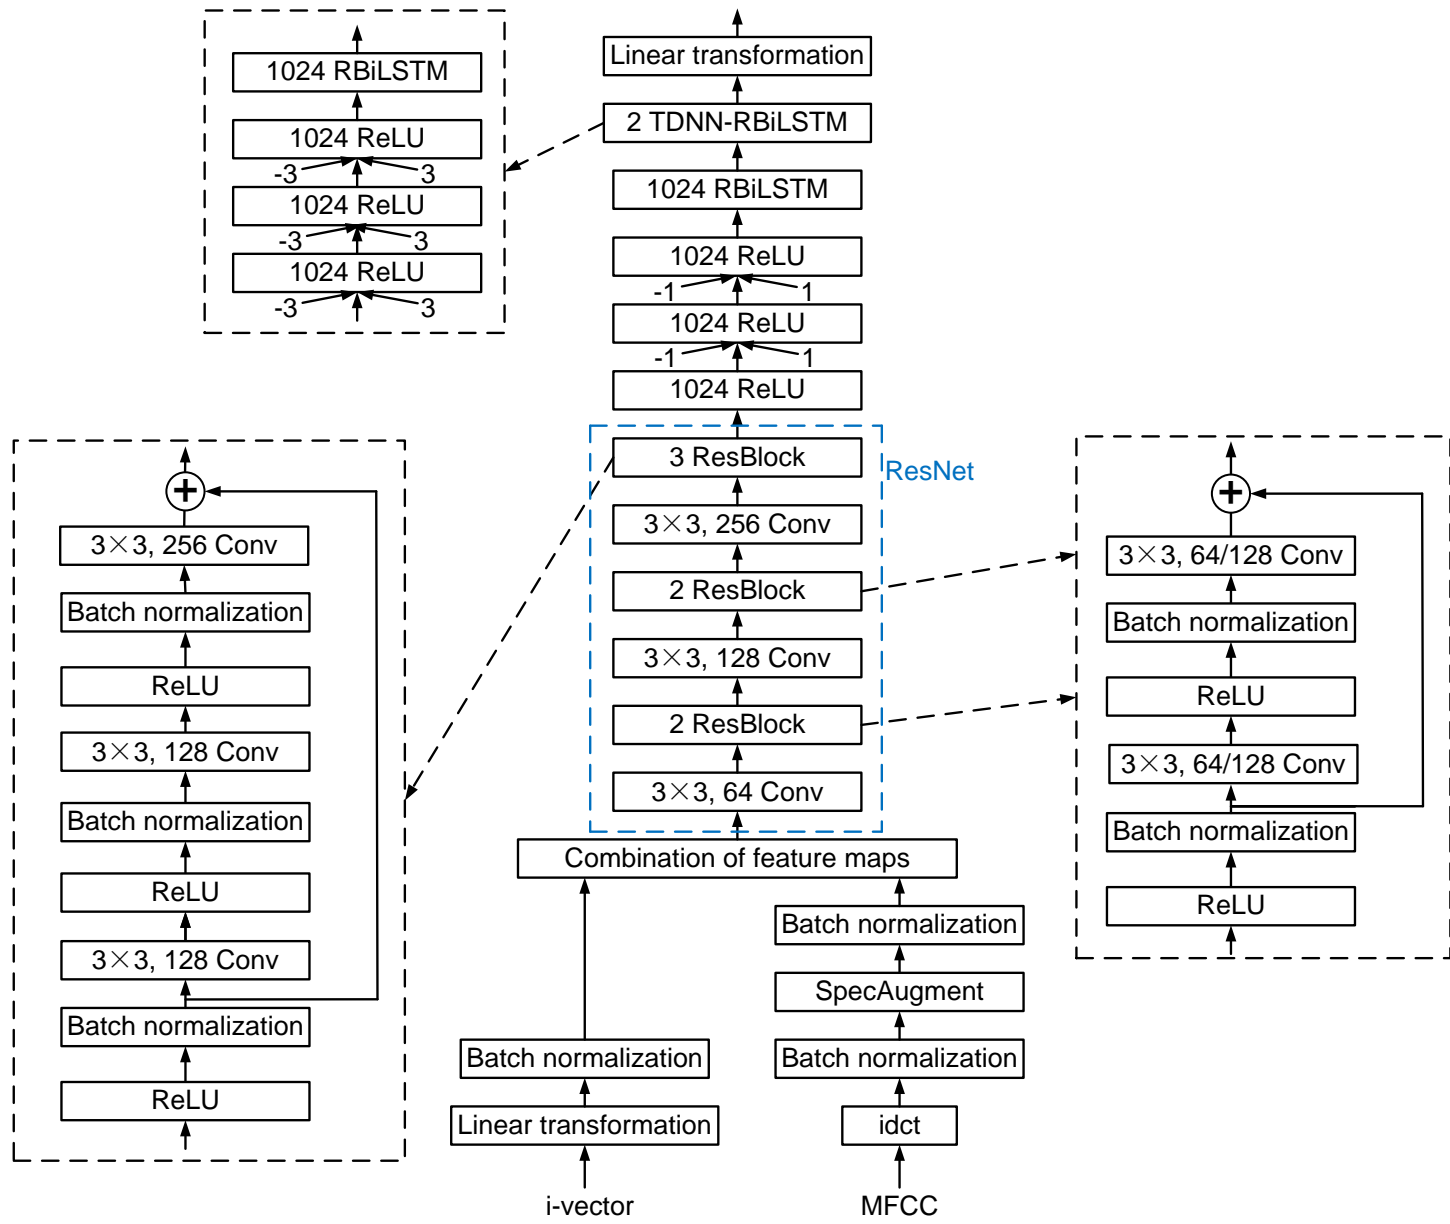 1024 RBiLSTM
1024 ReLU
-3 3
1024 ReLU
-3 3
1024 ReLU
-3 3
Linear transformation
2 TDNN-RBiLSTM
1024 RBiLSTM
1024 ReLU
-1 1
1024 ReLU
-1 1
1024 ReLU
3 ResBlock
ResNet
3×3, 256 Conv
2 ResBlock
3×3, 128 Conv
2 ResBlock
3×3, 64 Conv
Combination of feature maps
Batch normalization
SpecAugment
Batch normalization
Batch normalization
Linear transformation
idct
i-vector
MFCC
+
3×3, 256 Conv
Batch normalization
ReLU
3×3, 128 Conv
Batch normalization
ReLU
3×3, 128 Conv
Batch normalization
ReLU
+
3×3, 64/128 Conv
Batch normalization
ReLU
3×3, 64/128 Conv
Batch normalization
ReLU